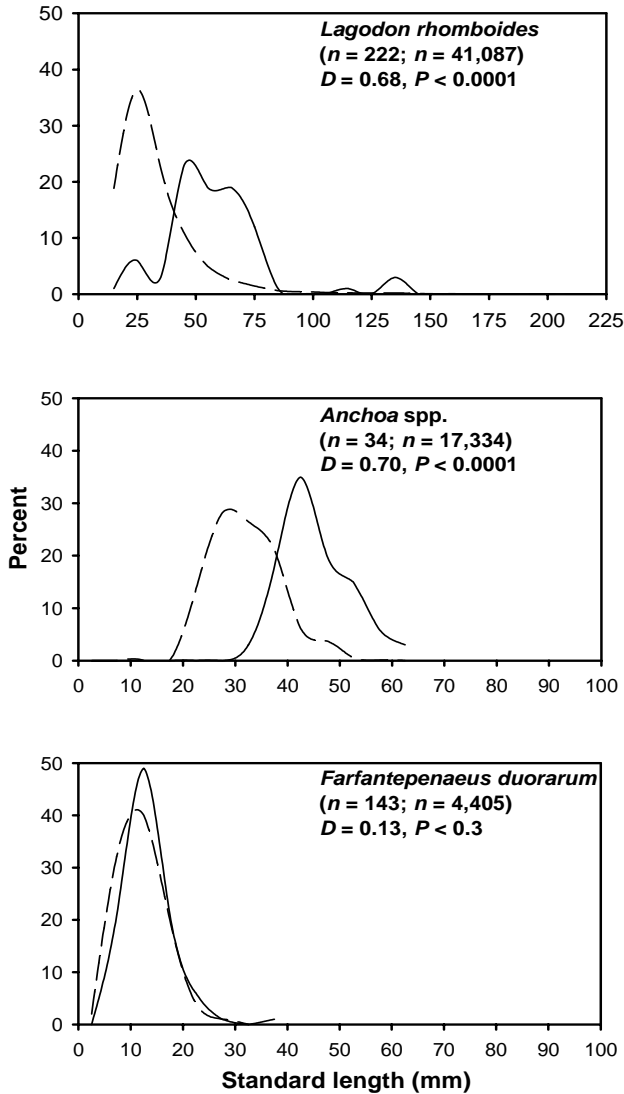 50
Lagodon rhomboides
(n = 222; n = 41,087)
D = 0.68, P < 0.0001
40
30
20
10
0
0 25 50 75 100 125 150 175 200 225
50
Anchoa spp.
(n = 34; n = 17,334)
D = 0.70, P < 0.0001
40
30
20
10
0
Percent
0 10 20 30 40 50 60 70 80 90 100
50
Farfantepenaeus duorarum
(n = 143; n = 4,405)
D = 0.13, P < 0.3
40
30
20
10
0
0 10 20 30 40 50 60 70 80 90 100
Standard length (mm)